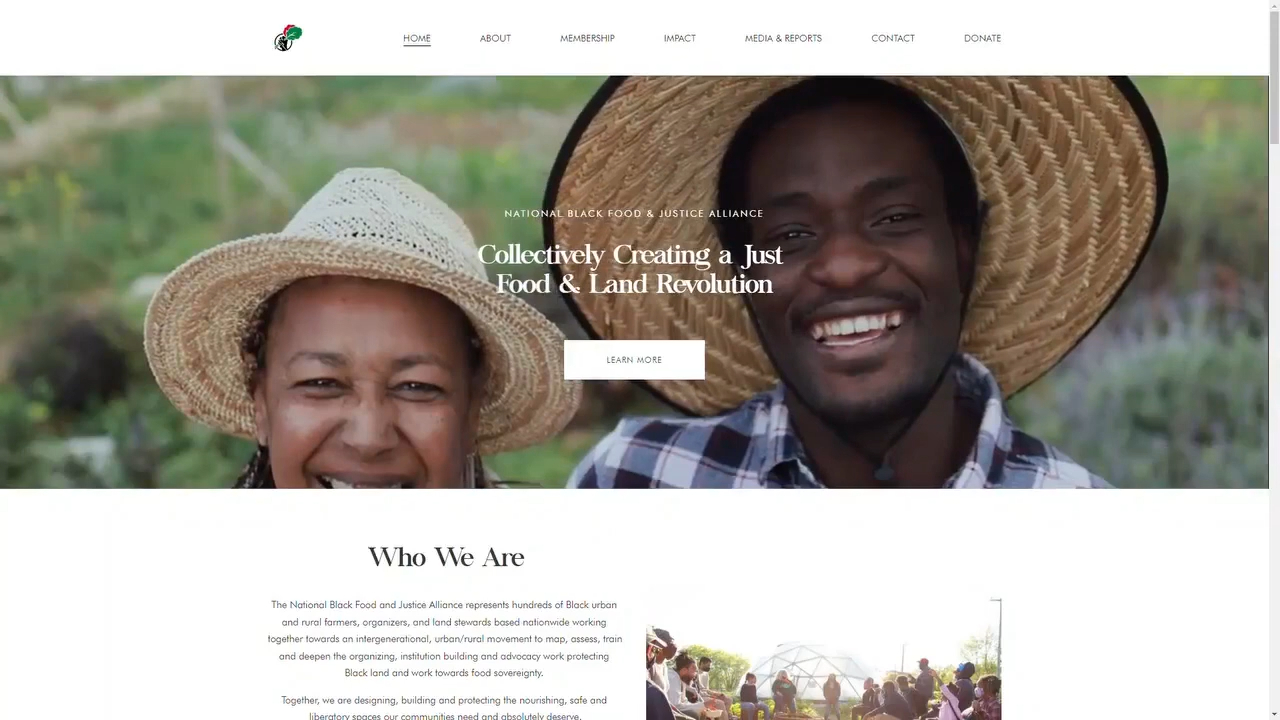 HOME ABOUT MEMBERSHIP IMPACT MEDIA & REPORTS CONTACT DONATE
NATIONAL BLACK FOOD & JUSTICE ALLIANCE
Collectively Creating a Just
Food & Land Revolution
LEARN MORE
Who We Are
The National Black Food and Justice Alliance represents hundreds of Black urban
and rural farmers, organizers, and land stewards based nationwide working
together towards an intergenerational, urban/rural movement to map, assess, train
and deepen the organizing, institution building and advocacy work protecting
Black land and work towards food sovereignty.
Together, we are designing, building and protecting the nourishing, safe and
liberatory spaces our communities need and absolutely deserve.